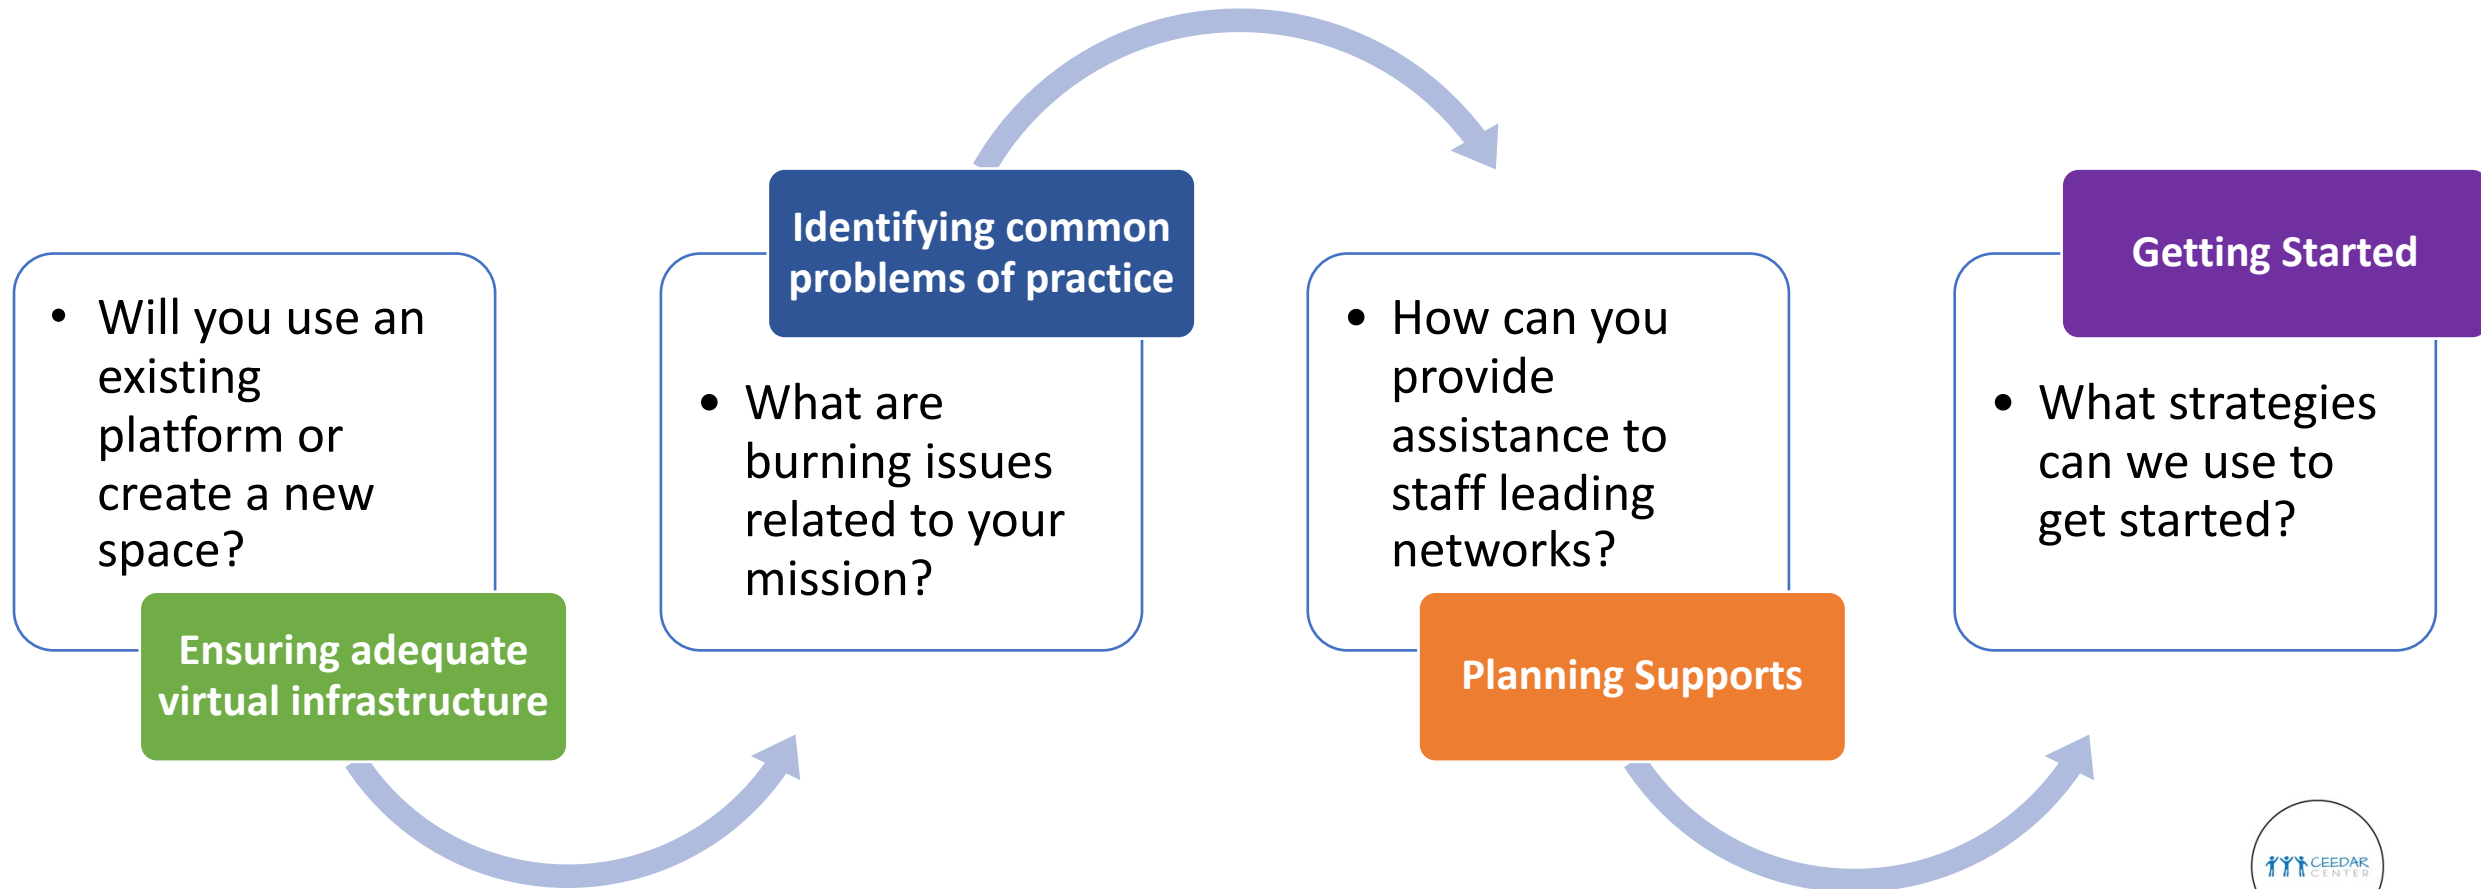 • Will you use an
existing
platform or
create a new
space?
Ensuring adequate
virtual infrastructure
Identifying common
problems of practice
• What are
burning issues
related to your
mission?
• How can you
provide
assistance to
staff leading
networks?
Planning Supports
Getting Started
• What strategies
can we use to
get started?
CEEDAR
CENTER